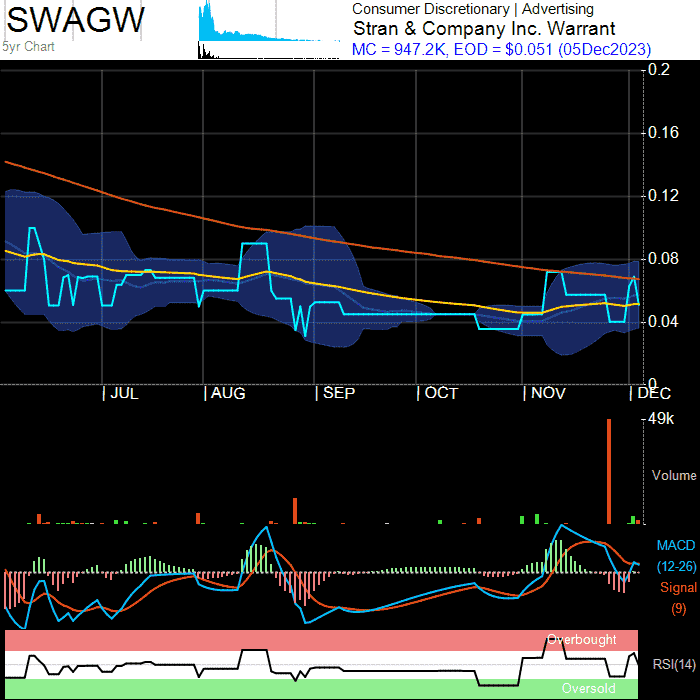 SWAGW
5yr Chart
Consumer Discretionary | Advertising
Stran & Company Inc. Warrant
MC = 947.2K, EOD = $0.051 (05Dec2023)
0.2
0.16
0.12
0.08
0.04
0
JUL AUG SEP OCT NOV DEC
49k
Volume
MACD
(12-26)
Signal
(9)
Overbought
RSI(14)
Oversold